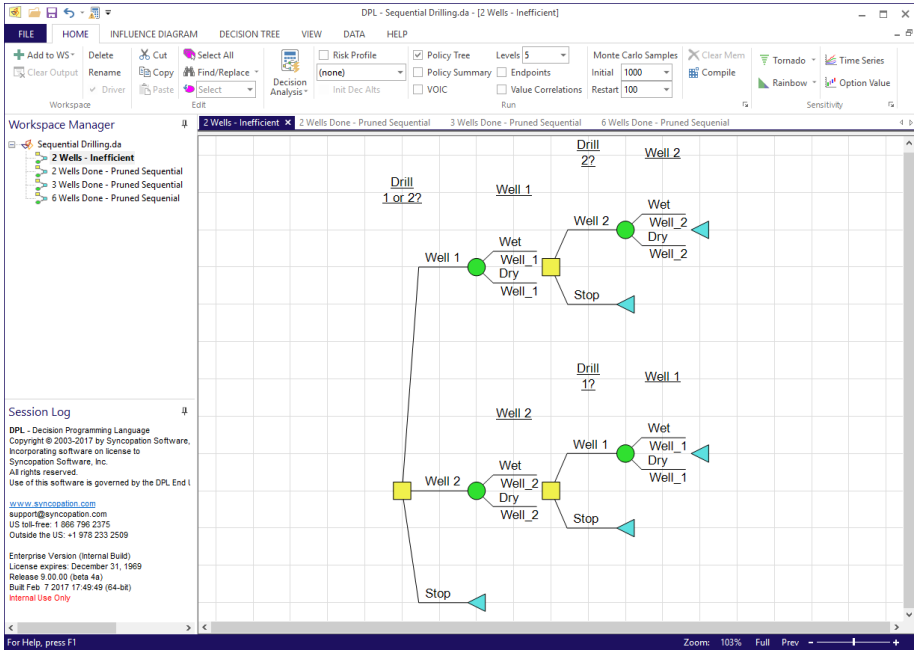 DPL - Sequential Drilling.da - [2 Wells - Inefficient]
FILE HOME INFLUENCE DIAGRAM DECISION TREE VIEW DATA HELP
Add to WS Delete Cut Select All Risk Profile Policy Tree Levels 5 Monte Carlo Samples Clear Mem Tornado Time Series
Clear Output Rename Copy Find/Replace Decision Analysis (none) Policy Summary Endpoints Initial 1000 Compile Rainbow Option Value
Driver Paste Select Init Dec Alts VOIC Value Correlations Restart 100
Workspace Edit Run Sensitivity
Workspace Manager
Sequential Drilling.da
2 Wells - Inefficient
2 Wells Done - Pruned Sequential
3 Wells Done - Pruned Sequential
6 Wells Done - Pruned Sequenial
Session Log
DPL - Decision Programming Language
Copyright © 2003-2017 by Syncopation Software,
Incorporating software on license to
Syncopation Software, Inc.
All rights reserved.
Use of this software is governed by the DPL End
www.syncopation.com
support@syncopation.com
US toll-free: 1 866 796 2375
Outside the US: +1 978 233 2509
Enterprise Version (Internal Build)
License expires: December 31, 1969
Release 9.00.00 (beta 4a)
Built Feb 7 2017 17:49:49 (64-bit)
Internal Use Only
2 Wells - Inefficient 2 Wells Done - Pruned Sequential 3 Wells Done - Pruned Sequential 6 Wells Done - Pruned Sequenial
Drill
2?
Well 2
Drill
1 or 2?
Well 1
Wet
Well 2
Well_2
Dry
Well_2
Wet
Well 1
Well_1
Dry
Well_1
Stop
Drill
1?
Well 1
Well 2
Wet
Well 1
Well_1
Dry
Well_1
Wet
Well 2
Well_2
Dry
Well_2
Stop
Stop
For Help, press F1 Zoom: 103% Full Prev